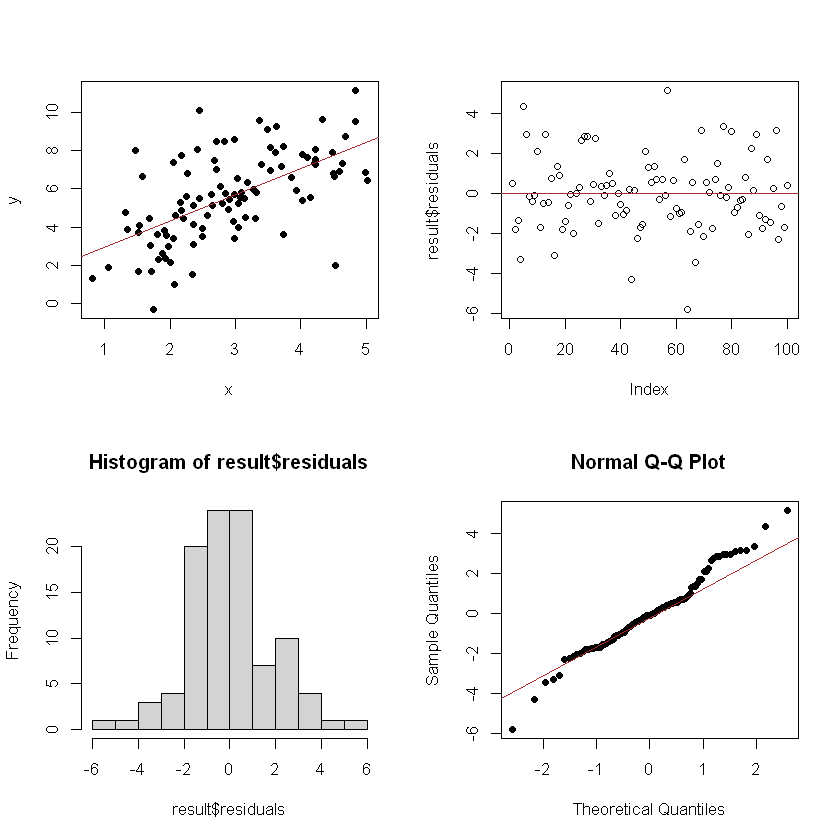 y
0 2 4 6 8 10
1 2 3 4 5
x
result$residuals
-6 -4 -2 0 2 4
0 20 40 60 80 100
Index
Histogram of result$residuals
Frequency
0 5 10 15 20
-6 -4 -2 0 2 4 6
result$residuals
Normal Q-Q Plot
Sample Quantiles
-6 -4 -2 0 2 4
-2 -1 0 1 2
Theoretical Quantiles